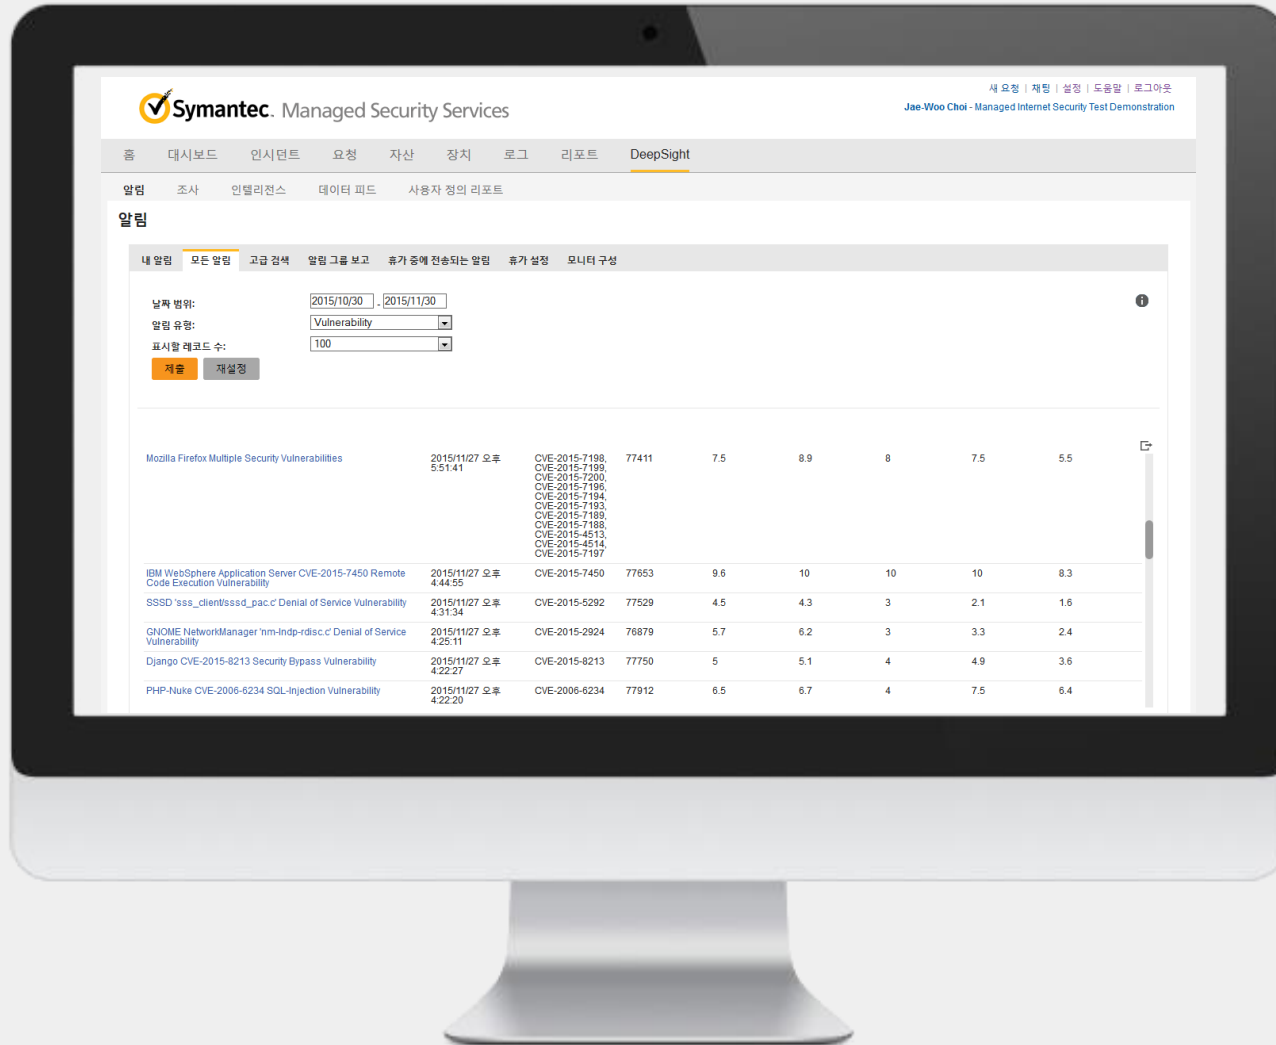 새 요청 | 채팅 | 설정 | 도움말 | 로그아웃
Symantec. Managed Security Services
Jae-Woo Choi - Managed Internet Security Test Demonstration
홈 대시보드 인시던트 요청 자산 장치 로그 리포트 DeepSight
알림 조사 인텔리전스 데이터 피드 사용자 정의 리포트
알림
내 알림 모든 알림 고급 검색 알림 그룹 보고 휴가 중에 전송되는 알림 휴가 설정 모니터 구성
날짜 범위: 2015/10/30 - 2015/11/30
알림 유형: Vulnerability
표시할 레코드 수: 100
제출 재설정
Mozilla Firefox Multiple Security Vulnerabilities 2015/11/27 오후 CVE-2015-7198, 77411 7.5 8.9 8 7.5 5.5
5:51:41 CVE-2015-7199,
CVE-2015-7200,
CVE-2015-7196,
CVE-2015-7194,
CVE-2015-7193,
CVE-2015-7189,
CVE-2015-7188,
CVE-2015-4513,
CVE-2015-4514,
CVE-2015-7197
IBM WebSphere Application Server CVE-2015-7450 Remote 2015/11/27 오후 CVE-2015-7450 77653 9.6 10 10 10 8.3
Code Execution Vulnerability 4:44:55
SSSD 'sss_client/sssd_pac.c' Denial of Service Vulnerability 2015/11/27 오후 CVE-2015-5292 77529 4.5 4.3 3 2.1 1.6
4:31:34
GNOME NetworkManager 'nm-lndp-rdisc.c' Denial of Service 2015/11/27 오후 CVE-2015-2924 76879 5.7 6.2 3 3.3 2.4
Vulnerability 4:25:11
Django CVE-2015-8213 Security Bypass Vulnerability 2015/11/27 오후 CVE-2015-8213 77750 5 5.1 4 4.9 3.6
4:22:27
PHP-Nuke CVE-2006-6234 SQL-Injection Vulnerability 2015/11/27 오후 CVE-2006-6234 77912 6.5 6.7 4 7.5 6.4
4:22:20